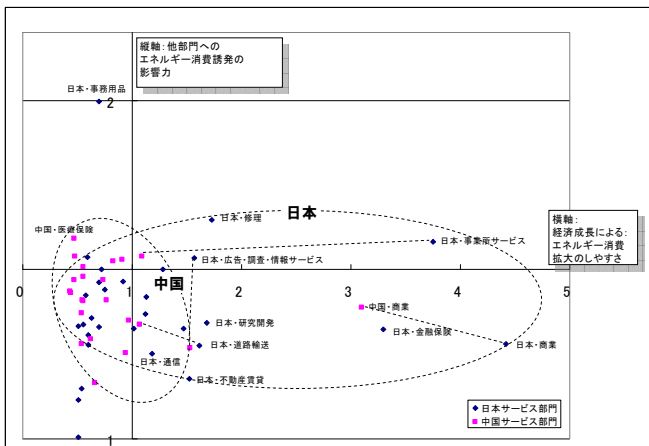 縦軸：他部門への
エネルギー消費誘発の
影響力
日本・事務用品
2
中国・医療保険
日本・修理
日本
日本・事業所サービス
横軸：
経済成長による：
エネルギー消費
拡大のしやすさ
日本・広告・調査・情報サービス
中国
0
1
2
3
4
5
中国・商業
日本・研究開発
日本・金融保険
日本・道路輸送
日本・商業
日本・通信
日本・不動産賃貸
日本サービス部門
中国サービス部門
1